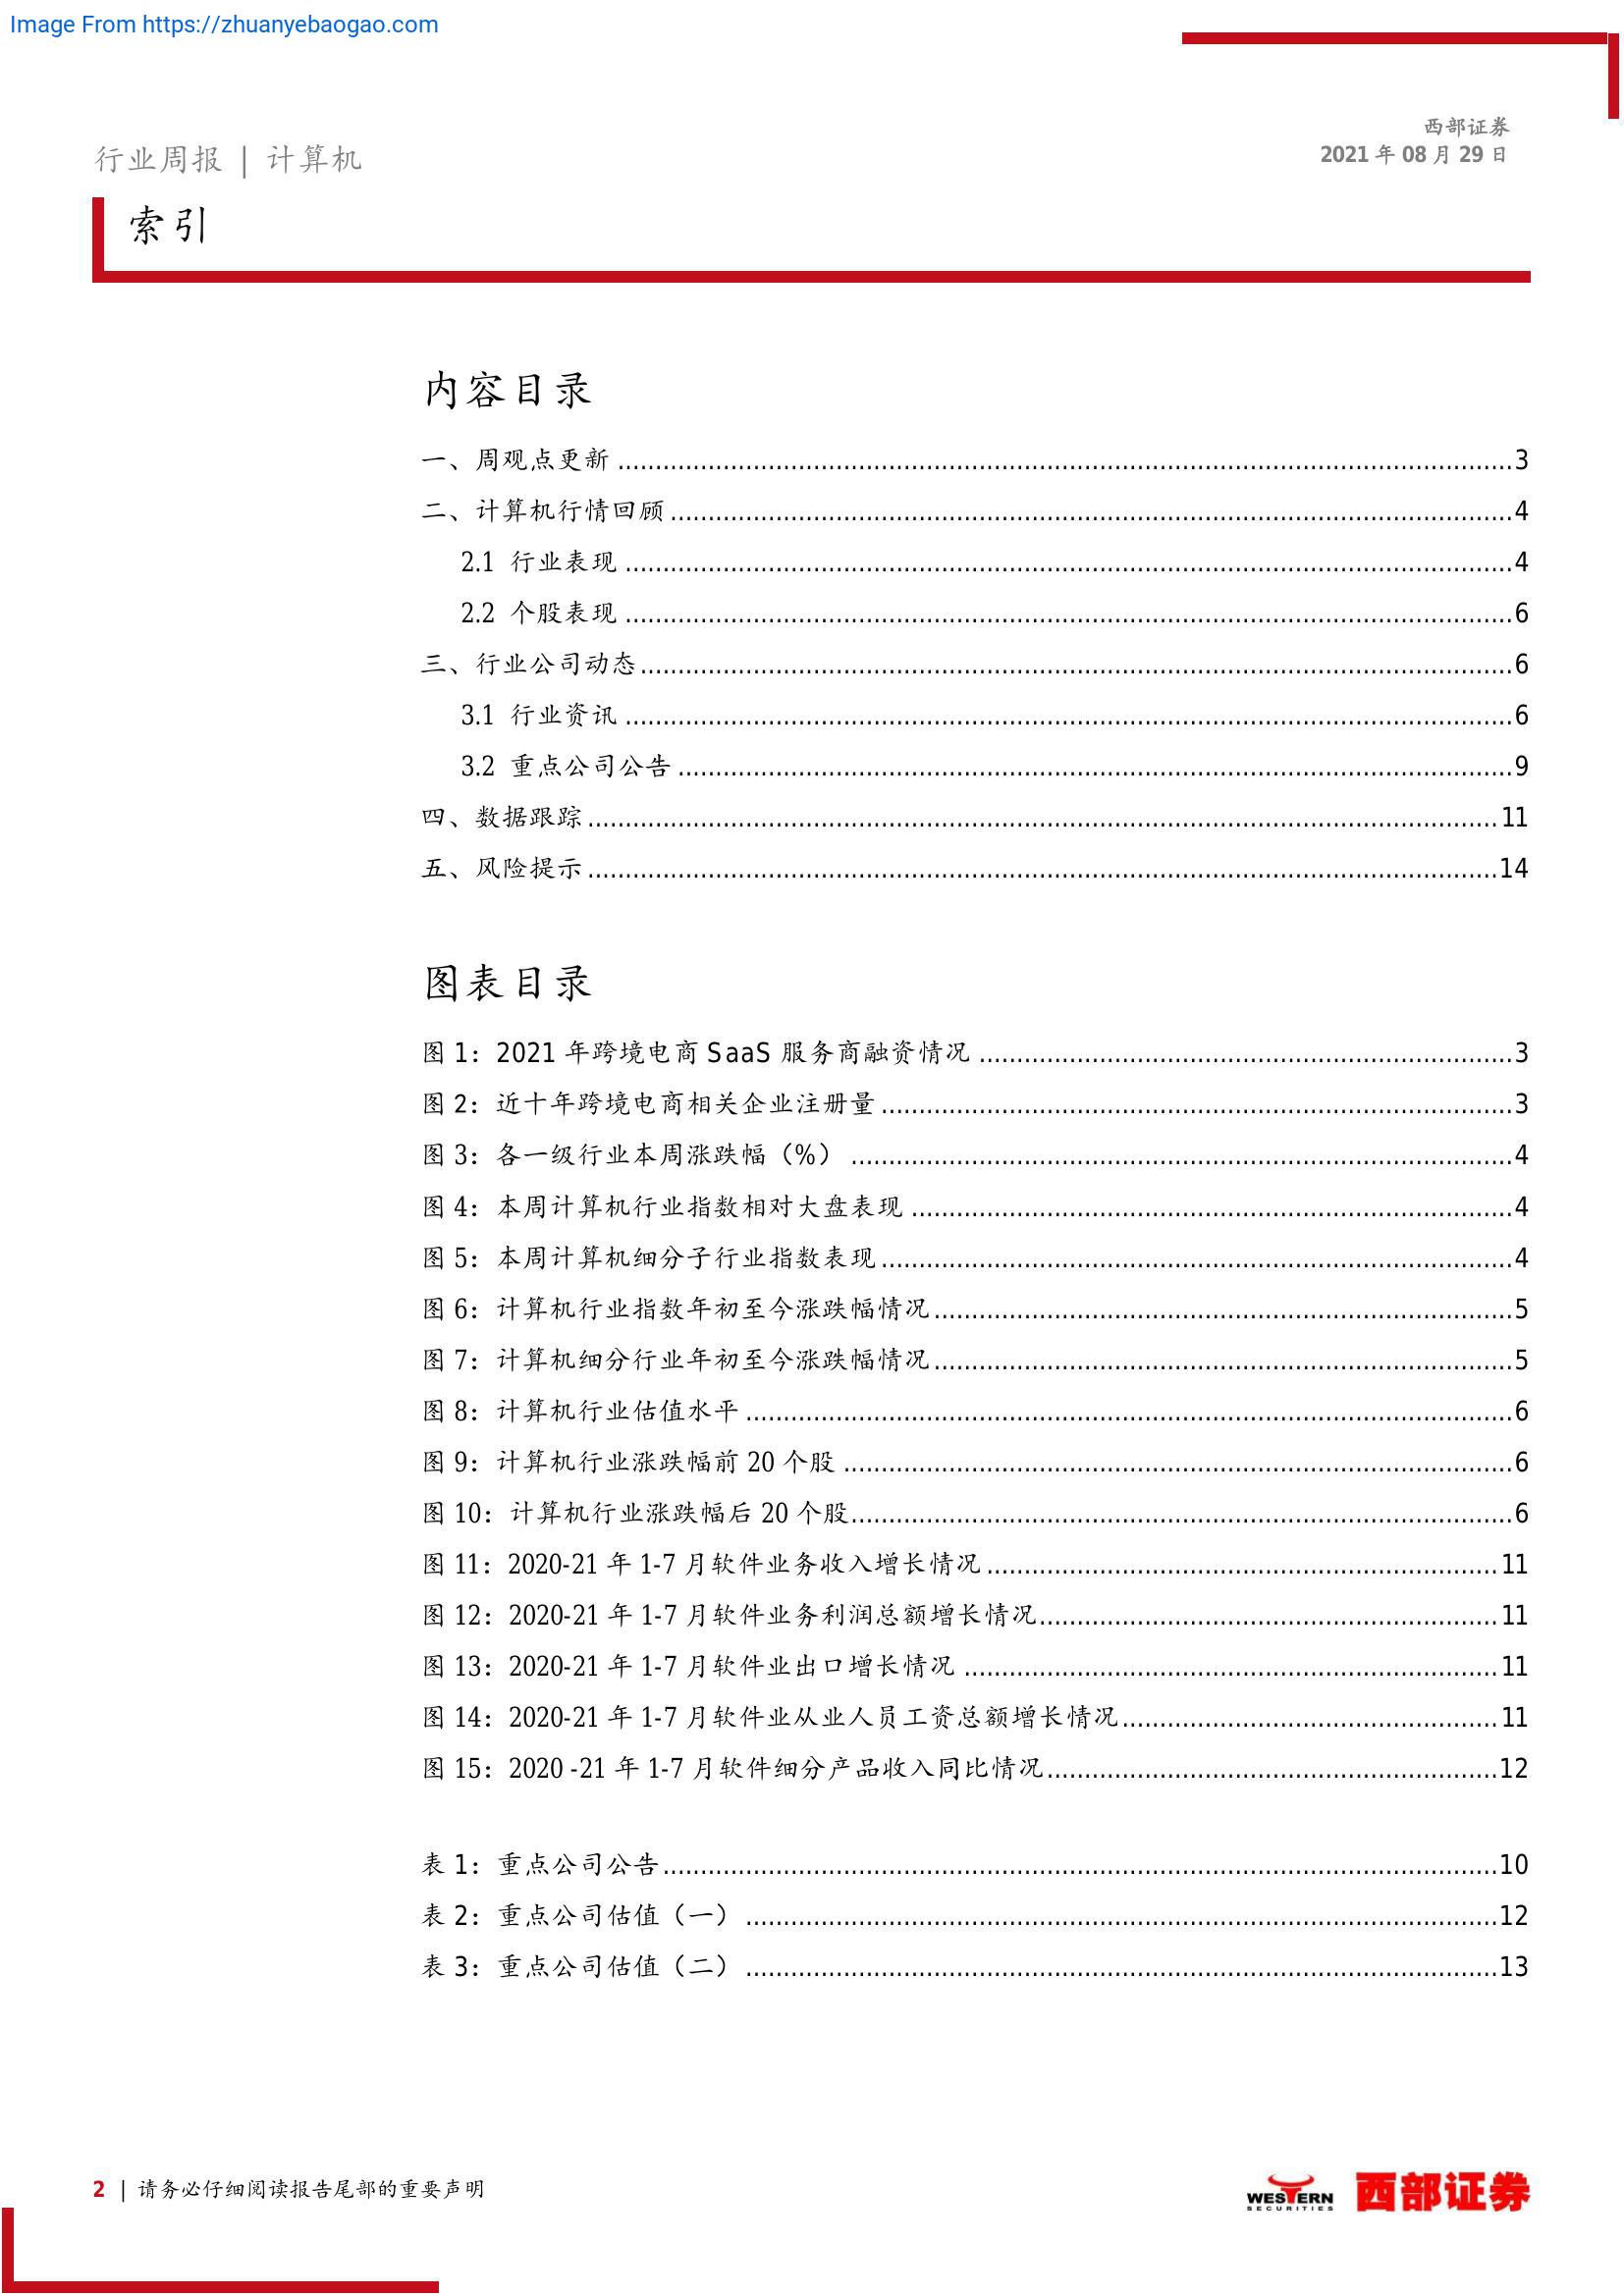 Image From https://zhuanyebaogao.com
西部证券
2021 年 08 月 29 日
行业周报 | 计算机
索引
内容目录
一、周观点更新 ........ 3
二、计算机行情回顾 ........ 4
2.1 行业表现 ........ 4
2.2 个股表现 ........ 6
三、行业公司动态 ........ 6
3.1 行业资讯 ........ 6
3.2 重点公司公告 ........ 9
四、数据跟踪 ........ 11
五、风险提示 ........ 14
图表目录
图 1：2021 年跨境电商 SaaS 服务商融资情况 ........ 3
图 2：近十年跨境电商相关企业注册量 ........ 3
图 3：各一级行业本周涨跌幅（%） ........ 4
图 4：本周计算机行业指数相对大盘表现 ........ 4
图 5：本周计算机细分子行业指数表现 ........ 4
图 6：计算机行业指数年初至今涨跌幅情况 ........ 5
图 7：计算机细分行业年初至今涨跌幅情况 ........ 5
图 8：计算机行业估值水平 ........ 6
图 9：计算机行业涨跌幅前 20 个股 ........ 6
图 10：计算机行业涨跌幅后 20 个股 ........ 6
图 11：2020-21 年 1-7 月软件业务收入增长情况 ........ 11
图 12：2020-21 年 1-7 月软件业务利润总额增长情况 ........ 11
图 13：2020-21 年 1-7 月软件业出口增长情况 ........ 11
图 14：2020-21 年 1-7 月软件业从业人员工资总额增长情况 ........ 11
图 15：2020 -21 年 1-7 月软件细分产品收入同比情况 ........ 12
表 1：重点公司公告 ........ 10
表 2：重点公司估值（一） ........ 12
表 3：重点公司估值（二） ........ 13
2 | 请务必仔细阅读报告尾部的重要声明
WESTERN
SECURITIES
西部证券